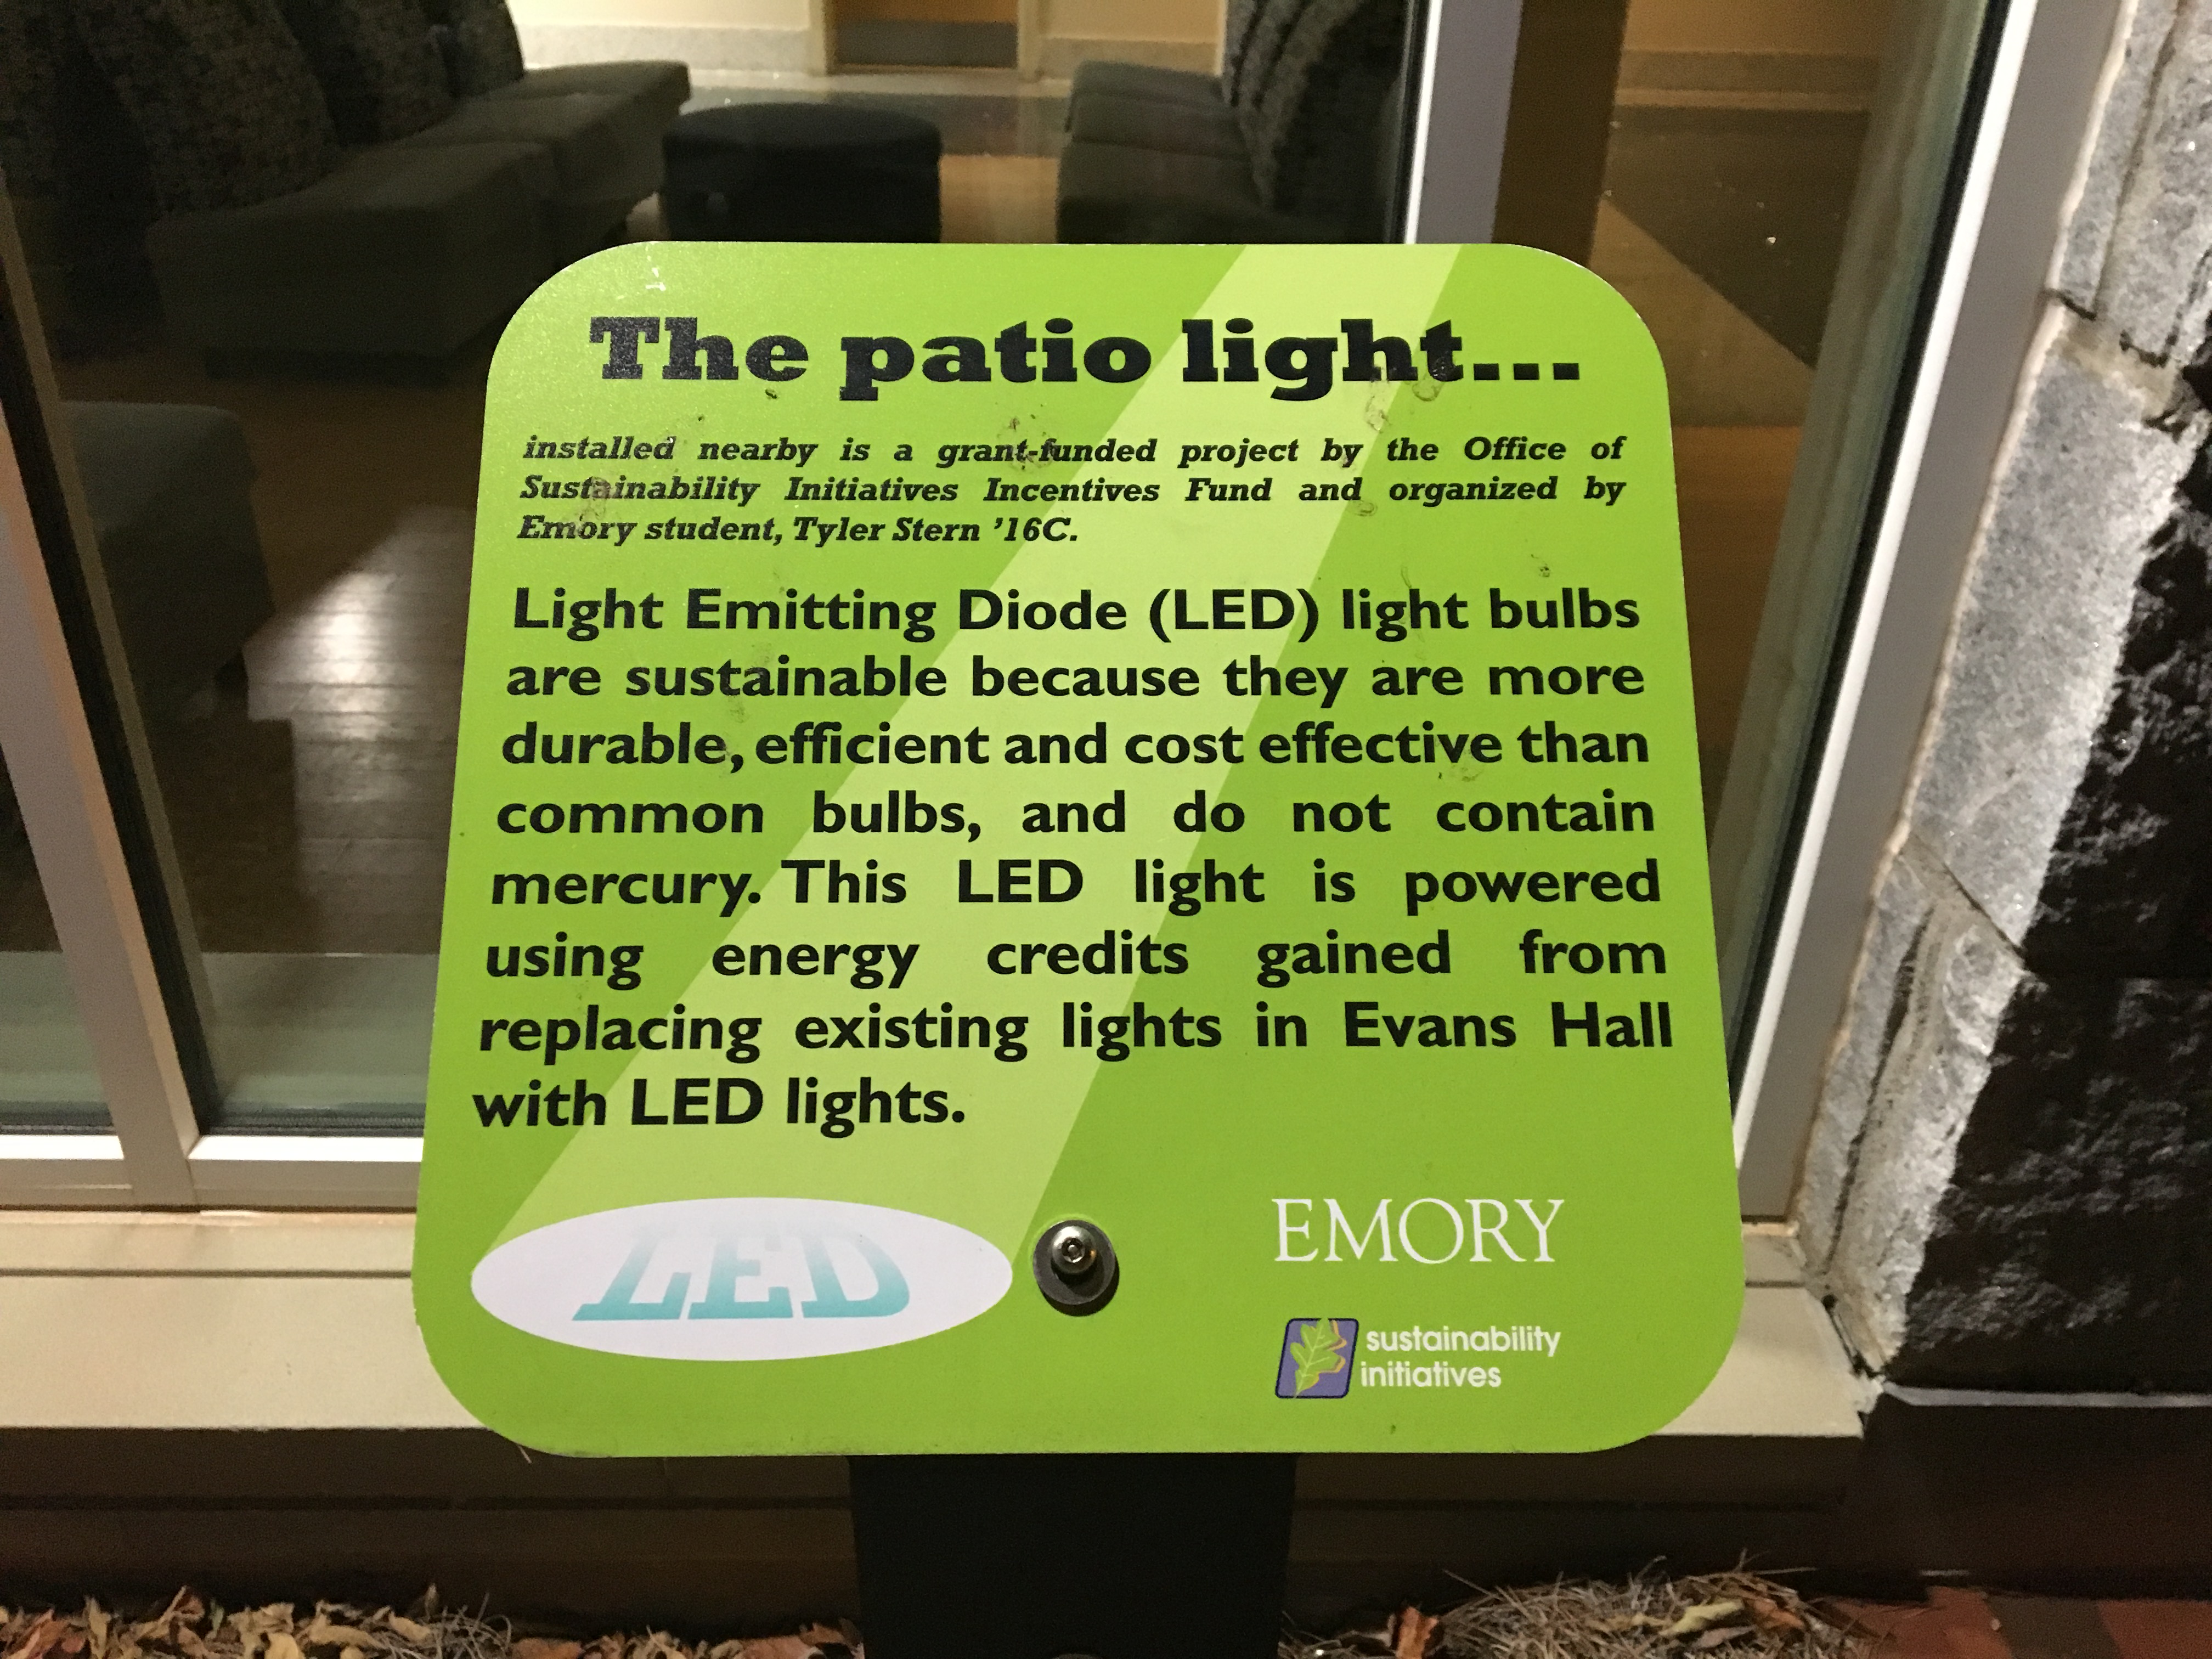 The patio light...
installed nearby is a grant-funded project by the Office of
Sustainability Initiatives Incentives Fund and organized by
Emory student, Tyler Stern ’16C.
Light Emitting Diode (LED) light bulbs
are sustainable because they are more
durable, efficient and cost effective than
common bulbs, and do not contain
mercury. This LED light is powered
using energy credits gained from
replacing existing lights in Evans Hall
with LED lights.
LED
EMORY
sustainability
initiatives